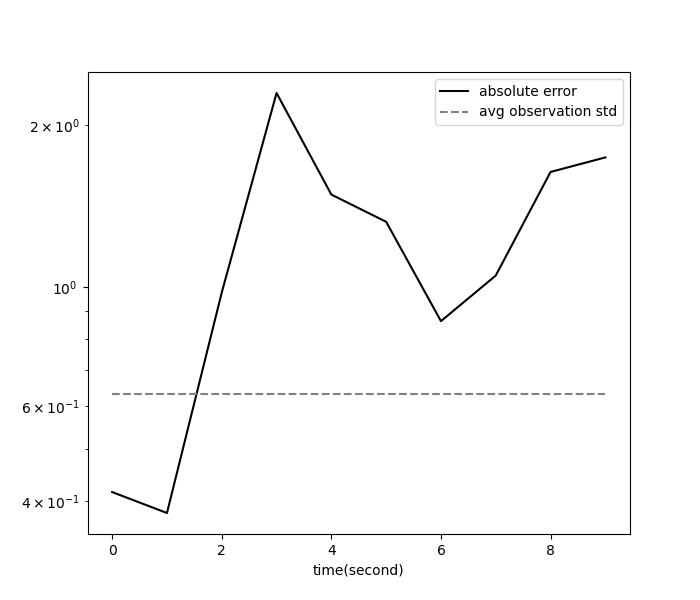 absolute error
avg observation std
2 × 10⁰
10⁰
6 × 10⁻¹
4 × 10⁻¹
0 2 4 6 8
time(second)